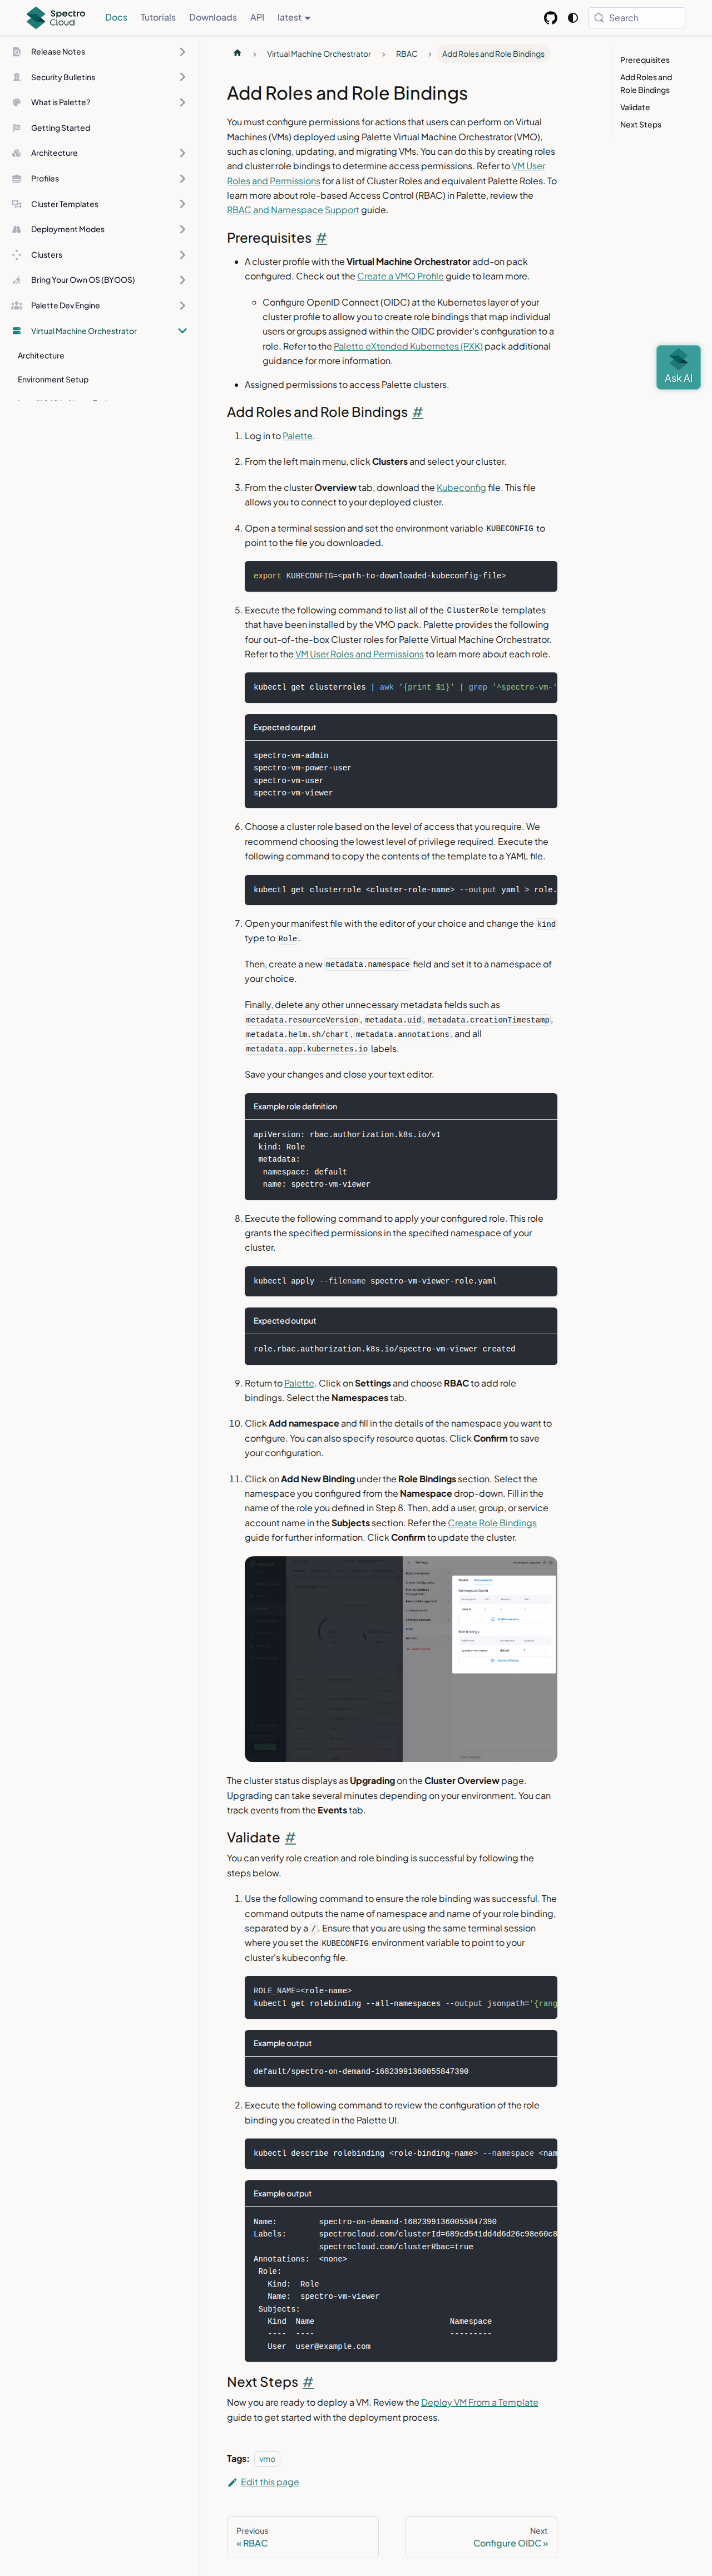 Spectro Cloud
Docs
Tutorials
Downloads
API
latest
Search
Release Notes
Security Bulletins
What is Palette?
Getting Started
Architecture
Profiles
Cluster Templates
Deployment Modes
Clusters
Bring Your Own OS (BYOOS)
Palette Dev Engine
Virtual Machine Orchestrator
Architecture
Environment Setup
Virtual Machine Orchestrator
RBAC
Add Roles and Role Bindings
Add Roles and Role Bindings
You must configure permissions for actions that users can perform on Virtual
Machines (VMs) deployed using Palette Virtual Machine Orchestrator (VMO),
such as cloning, updating, and migrating VMs. You can do this by creating roles
and cluster role bindings to determine access permissions. Refer to VM User
Roles and Permissions for a list of Cluster Roles and equivalent Palette Roles. To
learn more about role-based Access Control (RBAC) in Palette, review the
RBAC and Namespace Support guide.
Prerequisites #
A cluster profile with the Virtual Machine Orchestrator add-on pack
configured. Check out the Create a VMO Profile guide to learn more.
Configure OpenID Connect (OIDC) at the Kubernetes layer of your
cluster profile to allow you to create role bindings that map individual
users or groups assigned within the OIDC provider's configuration to a
role. Refer to the Palette eXtended Kubernetes (PXK) pack additional
guidance for more information.
Assigned permissions to access Palette clusters.
Add Roles and Role Bindings #
1. Log in to Palette.
2. From the left main menu, click Clusters and select your cluster.
3. From the cluster Overview tab, download the Kubeconfig file. This file
allows you to connect to your deployed cluster.
4. Open a terminal session and set the environment variable KUBECONFIG to
point to the file you downloaded.
export KUBECONFIG=<path-to-downloaded-kubeconfig-file>
5. Execute the following command to list all of the ClusterRole templates
that have been installed by the VMO pack. Palette provides the following
four out-of-the-box Cluster roles for Palette Virtual Machine Orchestrator.
Refer to the VM User Roles and Permissions to learn more about each role.
kubectl get clusterroles | awk '{print $1}' | grep '^spectro-vm-'
Expected output
spectro-vm-admin
spectro-vm-power-user
spectro-vm-user
spectro-vm-viewer
6. Choose a cluster role based on the level of access that you require. We
recommend choosing the lowest level of privilege required. Execute the
following command to copy the contents of the template to a YAML file.
kubectl get clusterrole <cluster-role-name> --output yaml > role.
7. Open your manifest file with the editor of your choice and change the kind
type to Role.
Then, create a new metadata.namespace field and set it to a namespace of
your choice.
Finally, delete any other unnecessary metadata fields such as
metadata.resourceVersion, metadata.uid, metadata.creationTimestamp,
metadata.helm.sh/chart, metadata.annotations, and all
metadata.app.kubernetes.io labels.
Save your changes and close your text editor.
Example role definition
apiVersion: rbac.authorization.k8s.io/v1
kind: Role
metadata:
namespace: default
name: spectro-vm-viewer
8. Execute the following command to apply your configured role. This role
grants the specified permissions in the specified namespace of your
cluster.
kubectl apply --filename spectro-vm-viewer-role.yaml
Expected output
role.rbac.authorization.k8s.io/spectro-vm-viewer created
9. Return to Palette. Click on Settings and choose RBAC to add role
bindings. Select the Namespaces tab.
10. Click Add namespace and fill in the details of the namespace you want to
configure. You can also specify resource quotas. Click Confirm to save
your configuration.
11. Click on Add New Binding under the Role Bindings section. Select the
namespace you configured from the Namespace drop-down. Fill in the
name of the role you defined in Step 8. Then, add a user, group, or service
account name in the Subjects section. Refer the Create Role Bindings
guide for further information. Click Confirm to update the cluster.
The cluster status displays as Upgrading on the Cluster Overview page.
Upgrading can take several minutes depending on your environment. You can
track events from the Events tab.
Validate #
You can verify role creation and role binding is successful by following the
steps below.
1. Use the following command to ensure the role binding was successful. The
command outputs the name of namespace and name of your role binding,
separated by a /. Ensure that you are using the same terminal session
where you set the KUBECONFIG environment variable to point to your
cluster's kubeconfig file.
ROLE_NAME=<role-name>
kubectl get rolebinding --all-namespaces --output jsonpath='{rang
Example output
default/spectro-on-demand-16823991360055847390
2. Execute the following command to review the configuration of the role
binding you created in the Palette UI.
kubectl describe rolebinding <role-binding-name> --namespace <nam
Example output
Name: spectro-on-demand-16823991360055847390
Labels: spectrocloud.com/clusterId=689cd541dd4d6d26c98e60c8
spectrocloud.com/clusterRbac=true
Annotations: <none>
Role:
Kind: Role
Name: spectro-vm-viewer
Subjects:
Kind Name Namespace
---- ---- ---------
User user@example.com
Next Steps #
Now you are ready to deploy a VM. Review the Deploy VM From a Template
guide to get started with the deployment process.
Tags: vmo
Edit this page
Previous
« RBAC
Next
Configure OIDC »
Prerequisites
Add Roles and
Role Bindings
Validate
Next Steps
Ask AI